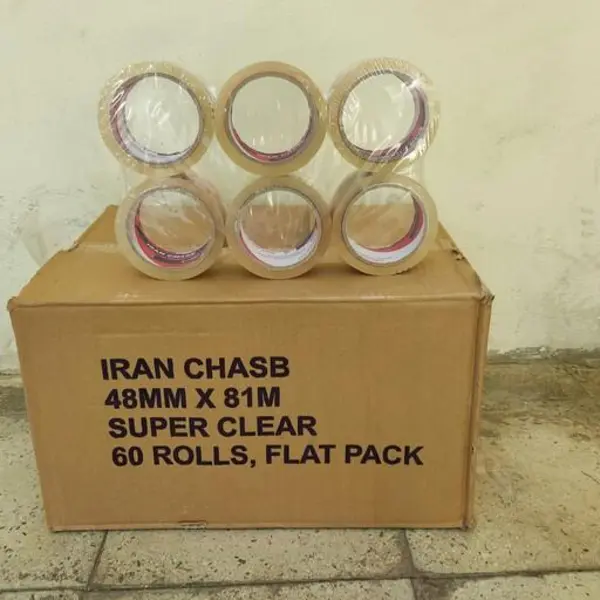 IRAN CHASB
48MM X 81M
SUPER CLEAR
60 ROLLS, FLAT PACK